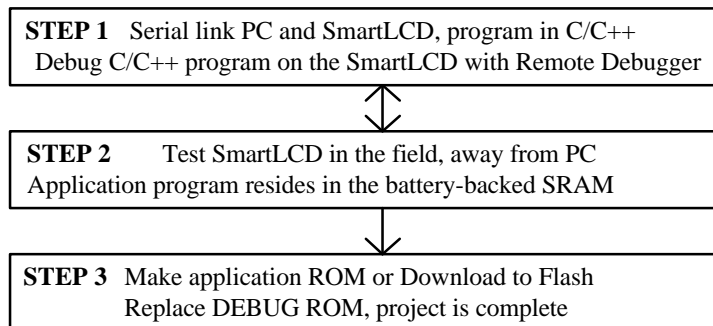 STEP 1 Serial link PC and SmartLCD, program in C/C++
Debug C/C++ program on the SmartLCD with Remote Debugger
STEP 2 Test SmartLCD in the field, away from PC
Application program resides in the battery-backed SRAM
STEP 3 Make application ROM or Download to Flash
Replace DEBUG ROM, project is complete